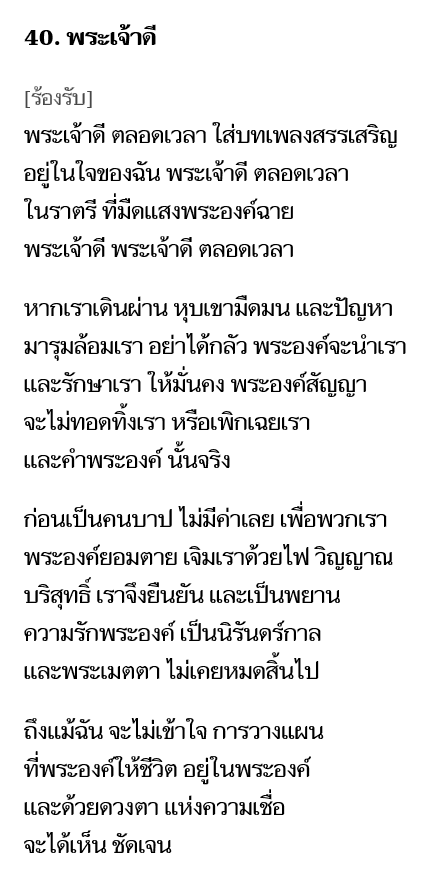 40. พระเจ้าดี
[ร้องรับ]
พระเจ้าดี ตลอดเวลา ใส่บทเพลงสรรเสริญ
อยู่ในใจของฉัน พระเจ้าดี ตลอดเวลา
ในราตรี ที่มืดแสงพระองค์ฉาย
พระเจ้าดี พระเจ้าดี ตลอดเวลา
หากเราเดินผ่าน หุบเขามืดมน และปัญหา
มารุมล้อมเรา อย่าได้กลัว พระองค์จะนำเรา
และรักษาเรา ให้มั่นคง พระองค์สัญญา
จะไม่ทอดทิ้งเรา หรือเพิกเฉยเรา
และคำพระองค์ นั้นจริง
ก่อนเป็นคนบาป ไม่มีค่าเลย เพื่อพวกเรา
พระองค์ยอมตาย เจิมเราด้วยไฟ วิญญาณ
บริสุทธิ์ เราจึงยืนยัน และเป็นพยาน
ความรักพระองค์ เป็นนิรันดร์กาล
และพระเมตตา ไม่เคยหมดสิ้นไป
ถึงแม้ฉัน จะไม่เข้าใจ การวางแผน
ที่พระองค์ให้ชีวิต อยู่ในพระองค์
และด้วยดวงตา แห่งความเชื่อ
จะได้เห็น ชัดเจน